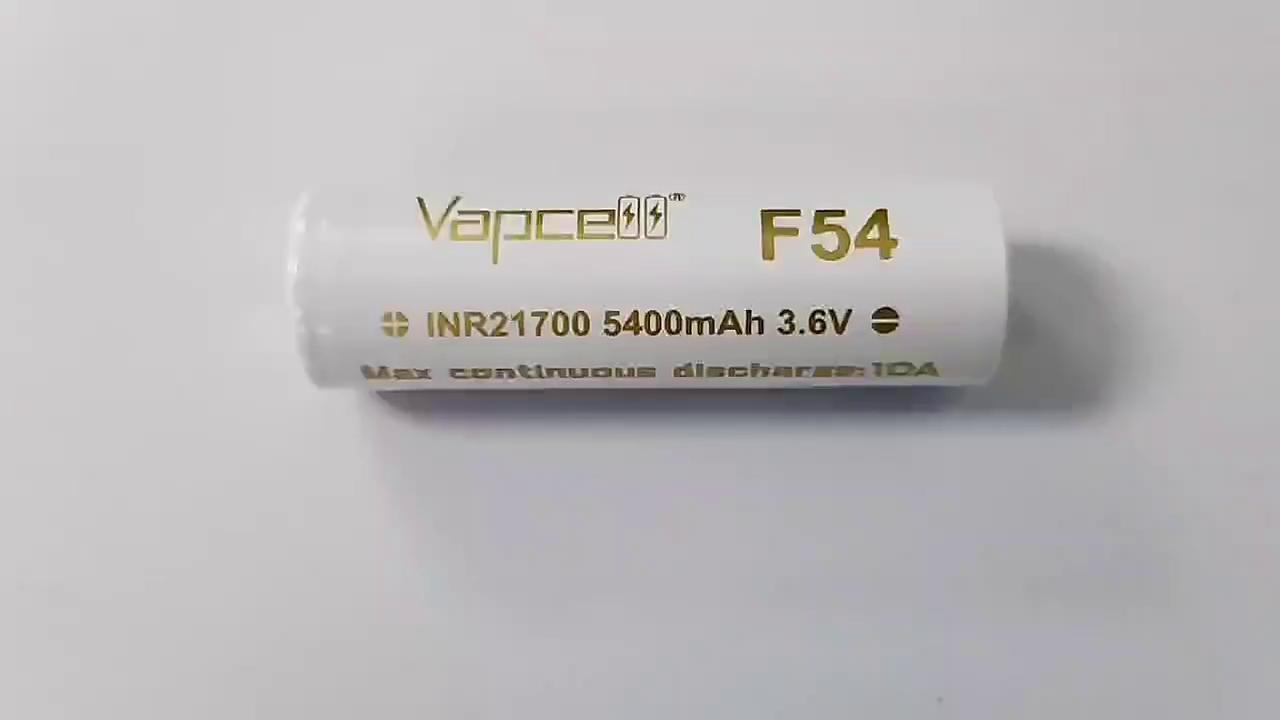 Vapcell® F54
⊕ INR21700 5400mAh 3.6V ⊖
Max continuous discharge:10A